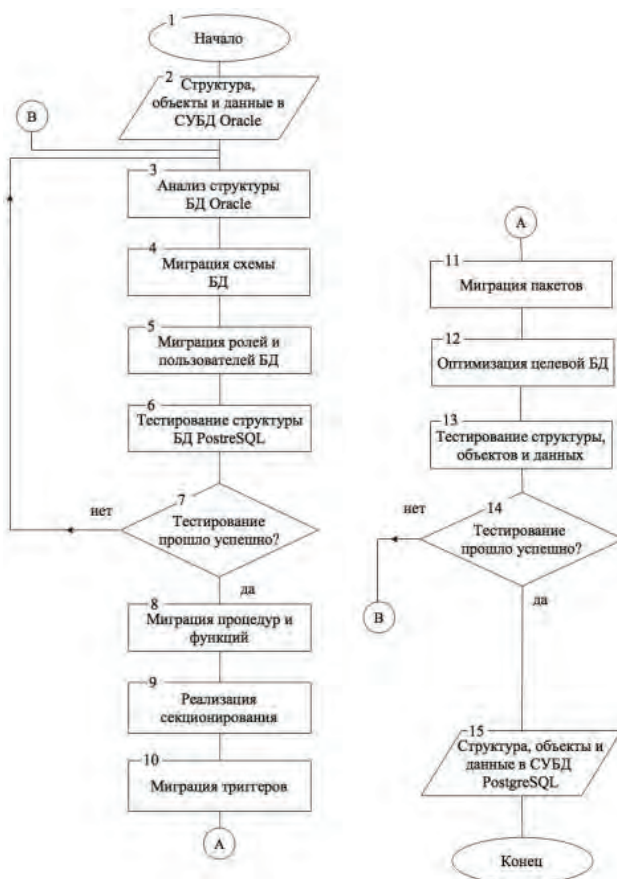 1
Начало
2
Структура,
объекты и данные в
СУБД Oracle
В
3
Анализ структуры
БД Oracle
4
Миграция схемы
БД
5
Миграция ролей и
пользователей БД
6
Тестирование структуры
БД PostreSQL
7
нет
Тестирование
прошло успешно?
да
8
Миграция процедур и
функций
9
Реализация
секционирования
10
Миграция триггеров
А
А
11
Миграция пакетов
12
Оптимизация целевой БД
13
Тестирование структуры,
объектов и данных
14
нет
Тестирование
прошло успешно?
В
да
15
Структура, объекты и
данные в СУБД
PostgreSQL
Конец